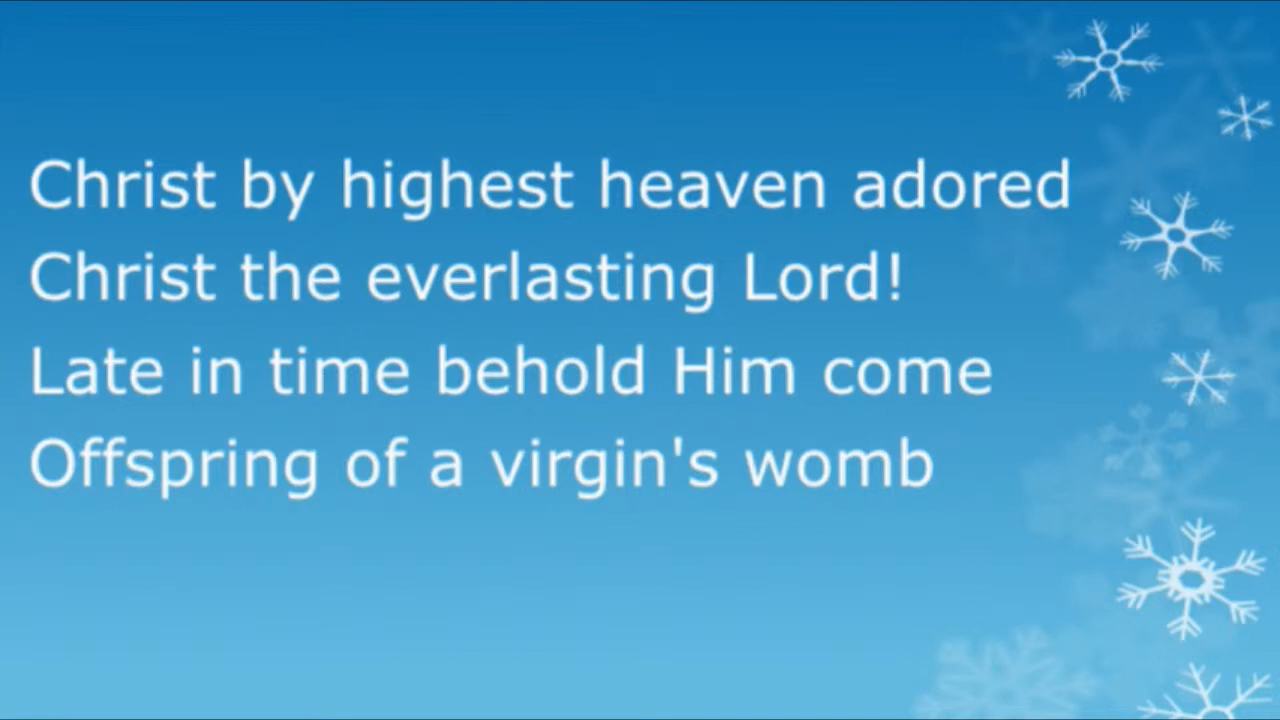 Christ by highest heaven adored
Christ the everlasting Lord!
Late in time behold Him come
Offspring of a virgin's womb